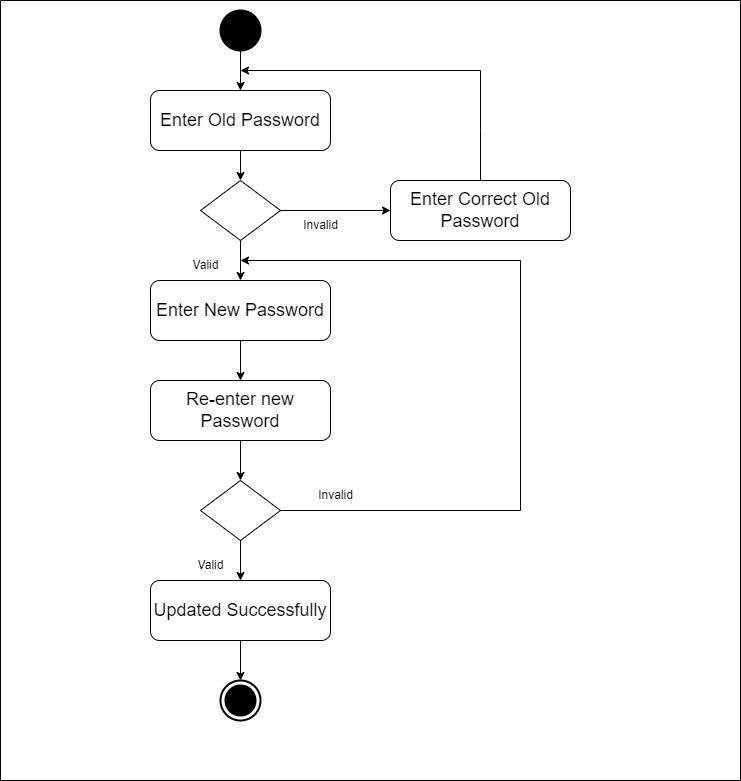 Enter Old Password
Enter Correct Old
Password
Invalid
Valid
Enter New Password
Re-enter new
Password
Invalid
Valid
Updated Successfully